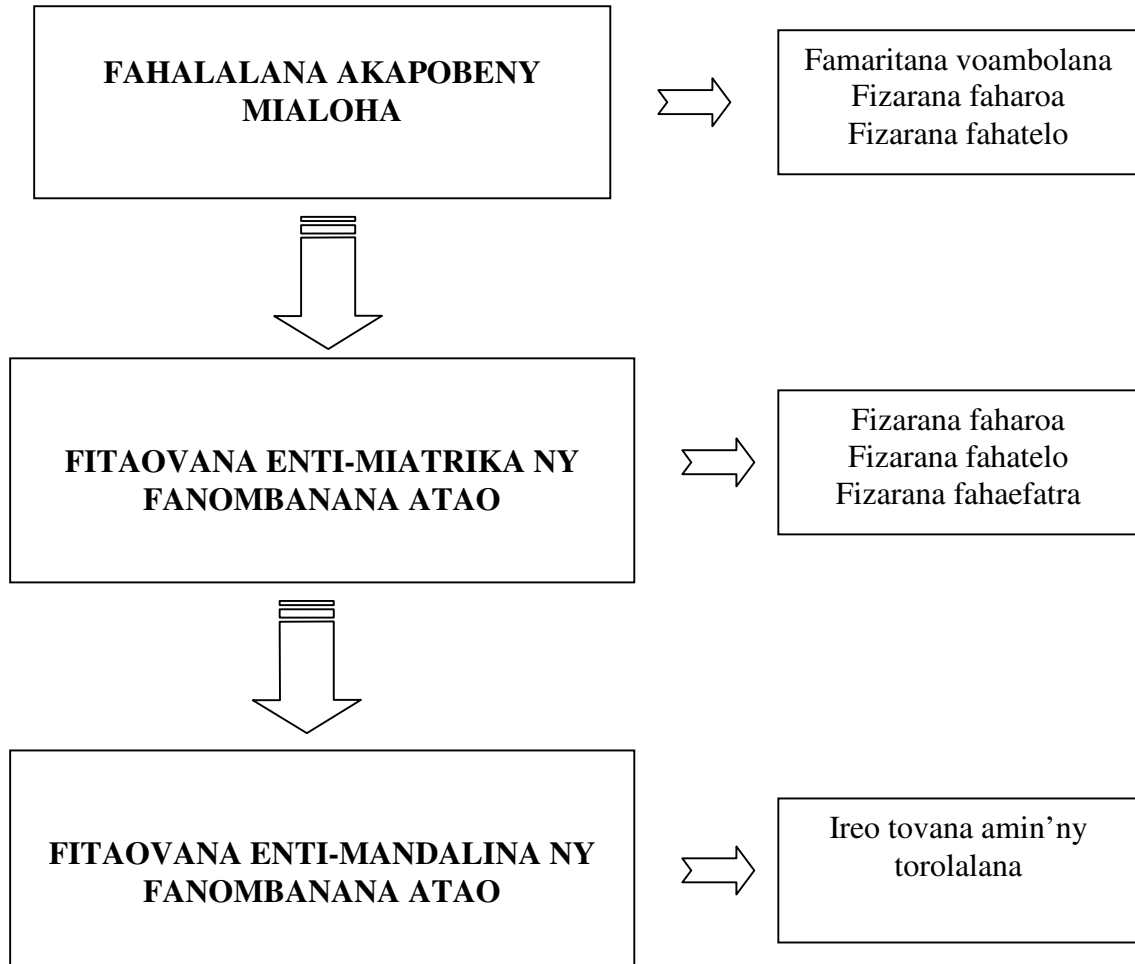 FAHALALANA AKAPOBENY
MIALOHA
Famaritana voambolana
Fizarana faharoa
Fizarana fahatelo
FITAOVANA ENTI-MIATRIKA NY
FANOMBANANA ATAO
Fizarana faharoa
Fizarana fahatelo
Fizarana fahaefatra
FITAOVANA ENTI-MANDALINA NY
FANOMBANANA ATAO
Ireo tovana amin’ny
torolalana